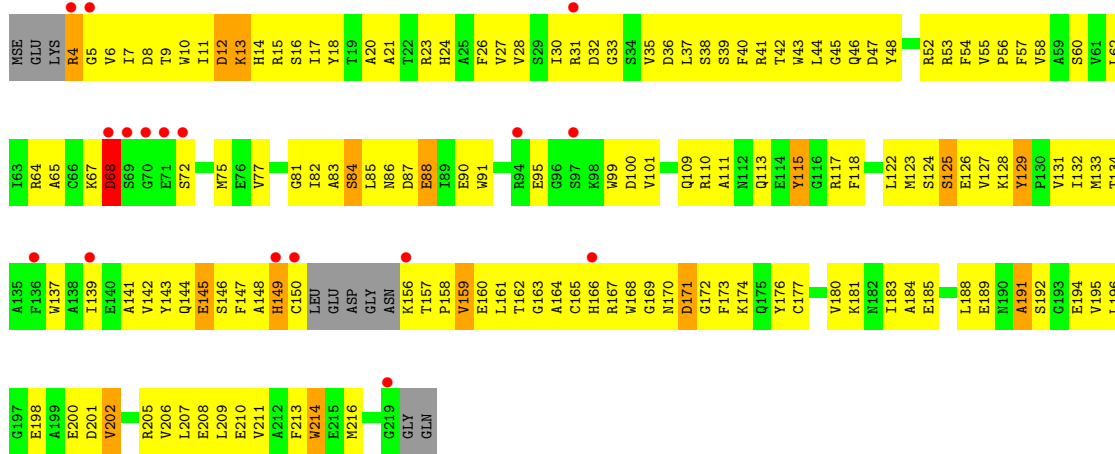 MSE GLU LYS R4 G5 V6 I7 D8 T9 W10 I11 D12 K13 H14 R15 S16 I17 Y18 T19 A20 A21 T22 R23 H24 A25 F26 V27 V28 S29 I30 R31 D32 G33 S34 V35 D36 L37 S38 S39 F40 R41 T42 W43 L44 G45 Q46 D47 Y48 R52 R53 F54 V55 P56 F57 V58 A59 S60 V61 L62
I63 R64 A65 C66 K67 D68 S69 G70 E71 S72 M75 E76 V77 G81 I82 A83 S84 L85 N86 D87 E88 I89 E90 W91 R94 E95 G96 S97 K98 W99 D100 V101 Q109 R110 A111 N112 Q113 E114 Y115 G116 R117 F118 L122 M123 S124 S125 E126 V127 K128 Y129 P130 V131 I132 M133 T134
A135 F136 W137 A138 I139 E140 A141 V142 Y143 Q144 E145 S146 F147 A148 H149 C150 LEU GLU ASP GLY ASN K156 T157 P158 V159 E160 L161 T162 G163 A164 C165 H166 R167 W168 G169 N170 D171 G172 F173 K174 Q175 Y176 C177 V180 K181 N182 I183 A184 E185 L188 E189 N190 A191 S192 G193 E194 V195 L196
G197 E198 A199 E200 D201 V202 R205 V206 L207 E208 L209 E210 V211 A212 F213 W214 E215 M216 G219 GLY GLN